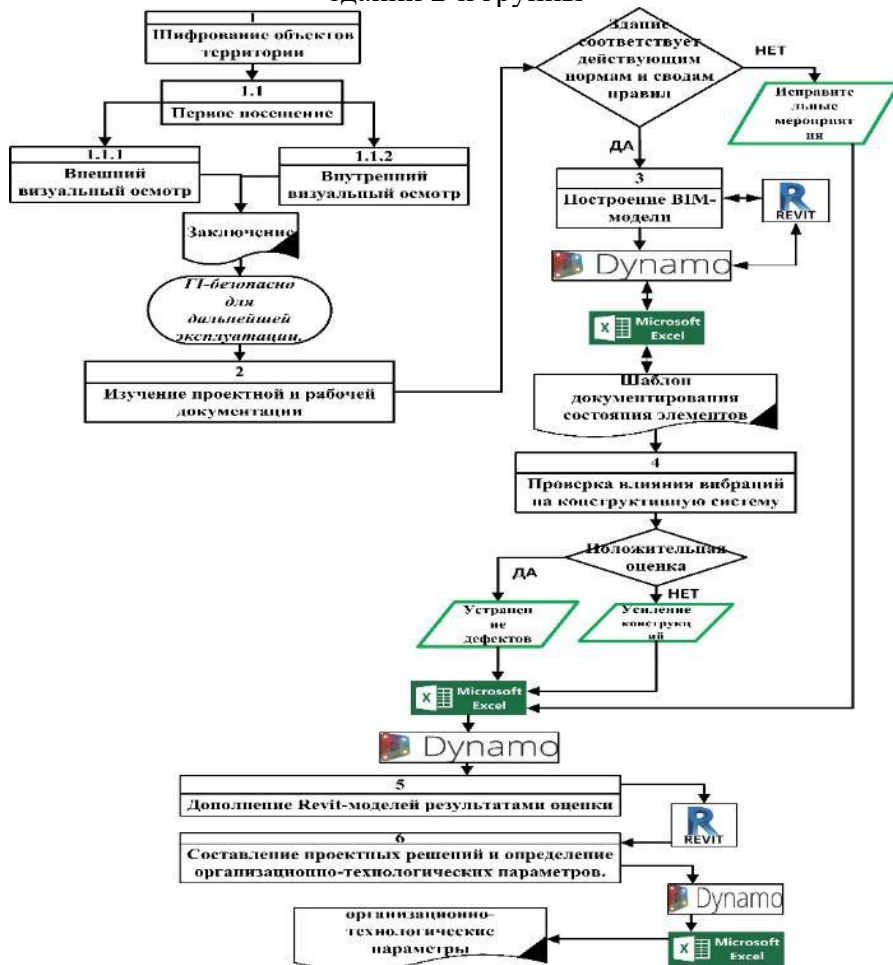 здания 2-й группы
1
Шифрование объектов
территории
1.1
Первое посещение
1.1.1
Внешний
визуальный осмотр
1.1.2
Внутренний
визуальный осмотр
Заключение
для
дальнейшей
эксплуатации.
2
Изучение проектной и рабочей
документации
Здание
соответствует
действующим
нормам и сводам
правил
НЕТ
Исправите
льные
мероприят
ия
ДА
3
Построение BIM-
модели
R
REVIT
Dynamo
Microsoft
Excel
Шаблон
документирования
состояния элементов
4
Проверка влияния вибраций
на конструктивную систему
Положительная
оценка
ДА
НЕТ
Устранен
ие
дефектов
Усиление
конструкц
ий
Microsoft
Excel
Dynamo
5
Дополнение Revit-моделей результатами оценки
R
REVIT
6
Составление проектных решений и определение
организационно-технологических параметров.
Dynamo
Microsoft
Excel
организационно-
технологические
параметры